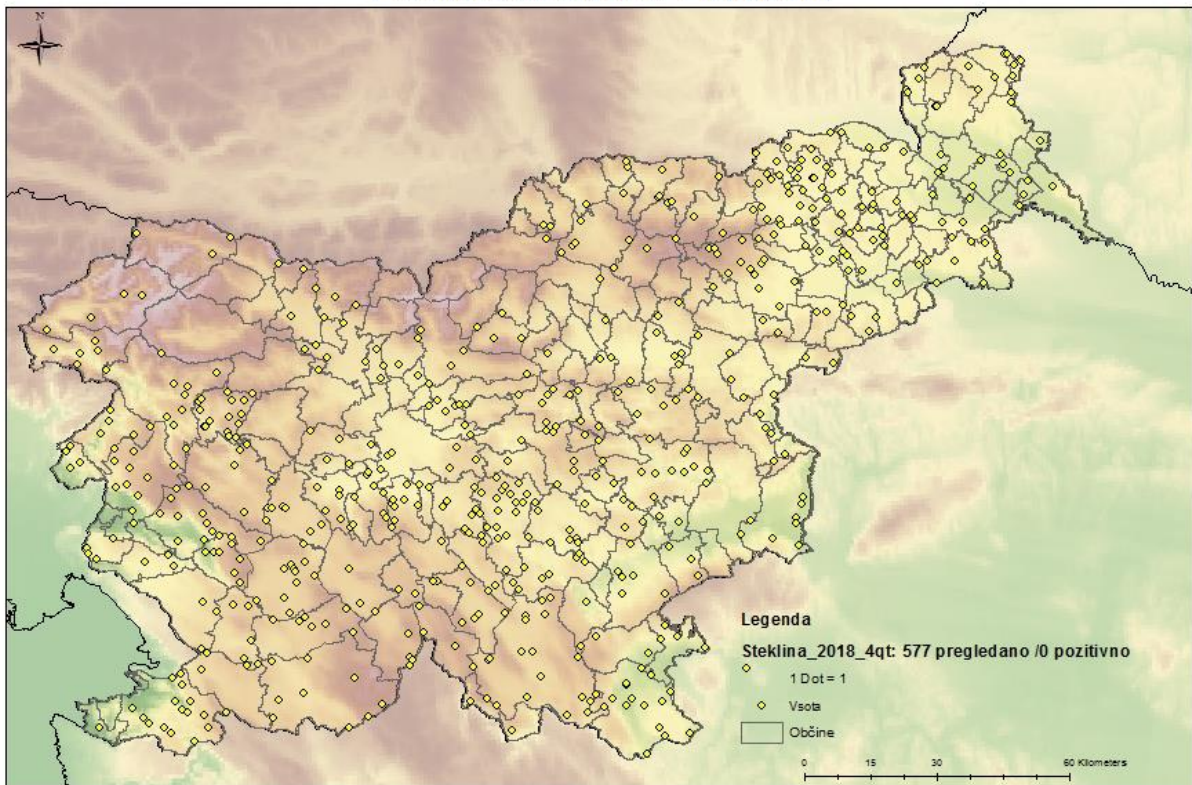 N
Legenda
Steklina_2018_4qt: 577 pregledano /0 pozitivno
1 Dot = 1
Vsota
Občine
0 15 30 60 Kilometers